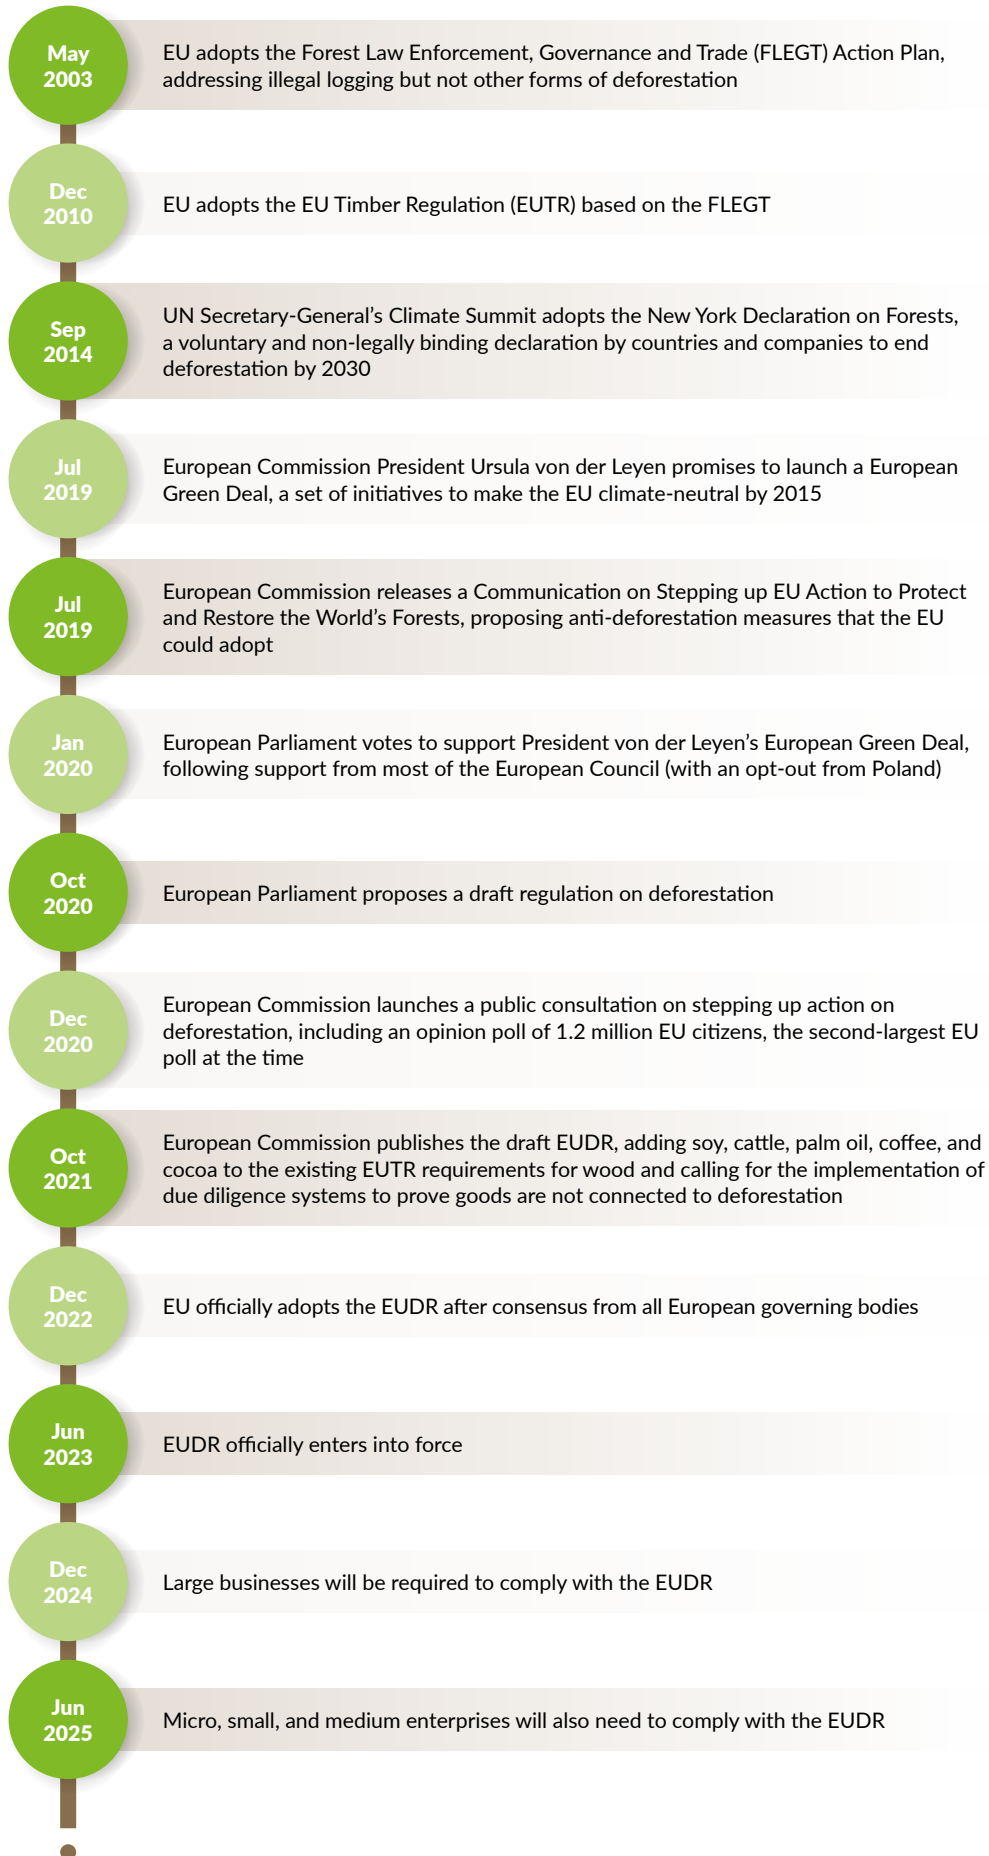 May
2003
EU adopts the Forest Law Enforcement, Governance and Trade (FLEGT) Action Plan,
addressing illegal logging but not other forms of deforestation
Dec
2010
EU adopts the EU Timber Regulation (EUTR) based on the FLEGT
Sep
2014
UN Secretary-General’s Climate Summit adopts the New York Declaration on Forests,
a voluntary and non-legally binding declaration by countries and companies to end
deforestation by 2030
Jul
2019
European Commission President Ursula von der Leyen promises to launch a European
Green Deal, a set of initiatives to make the EU climate-neutral by 2015
Jul
2019
European Commission releases a Communication on Stepping up EU Action to Protect
and Restore the World’s Forests, proposing anti-deforestation measures that the EU
could adopt
Jan
2020
European Parliament votes to support President von der Leyen’s European Green Deal,
following support from most of the European Council (with an opt-out from Poland)
Oct
2020
European Parliament proposes a draft regulation on deforestation
Dec
2020
European Commission launches a public consultation on stepping up action on
deforestation, including an opinion poll of 1.2 million EU citizens, the second-largest EU
poll at the time
Oct
2021
European Commission publishes the draft EUDR, adding soy, cattle, palm oil, coffee, and
cocoa to the existing EUTR requirements for wood and calling for the implementation of
due diligence systems to prove goods are not connected to deforestation
Dec
2022
EU officially adopts the EUDR after consensus from all European governing bodies
Jun
2023
EUDR officially enters into force
Dec
2024
Large businesses will be required to comply with the EUDR
Jun
2025
Micro, small, and medium enterprises will also need to comply with the EUDR